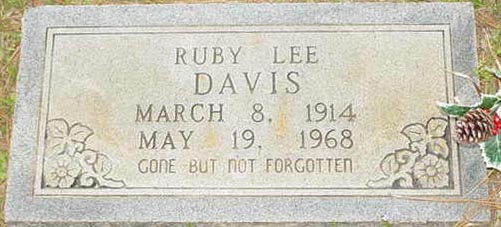 RUBY LEE
DAVIS
MARCH 8, 1914
MAY 19, 1968
GONE BUT NOT FORGOTTEN